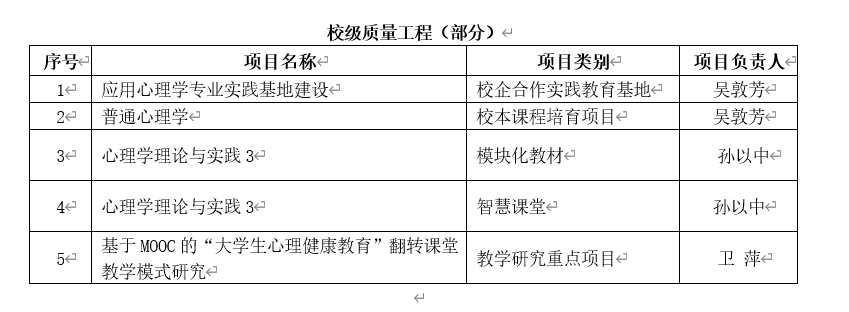 校级质量工程（部分）
序号 项目名称 项目类别 项目负责人
1 应用心理学专业实践基地建设 校企合作实践教育基地 吴敦芳
2 普通心理学 校本课程培育项目 吴敦芳
3 心理学理论与实践3 模块化教材 孙以中
4 心理学理论与实践3 智慧课堂 孙以中
5 基于MOOC的“大学生心理健康教育”翻转课堂
教学模式研究 教学研究重点项目 卫 萍